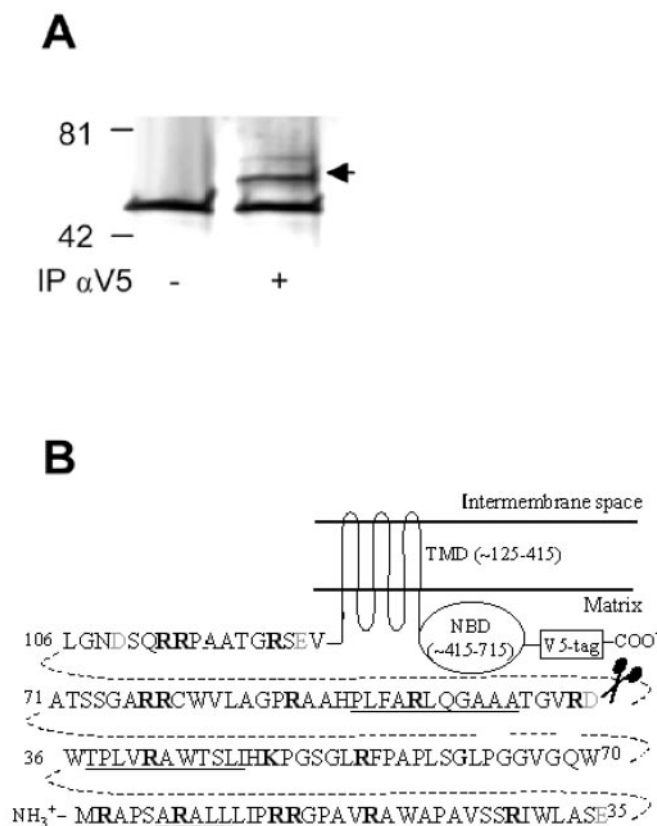 A
81
42
IP αV5 - +
B
Intermembrane space
TMD (~125-415)
Matrix
NBD
(~415-715)
V5-tag
COO
106 LGNDSQRRPAATGRSEV
71 ATSSGARRCWVLAGPRAAHPLFARLQGAAATGVRD
36 WTPLVRAWTSLIHKPGSGLRFPAPLSGLPGGVGQW70
NH₃⁺- MRAPSARALLLIPRRGPAVRAWAPAVSSRIWLASE35